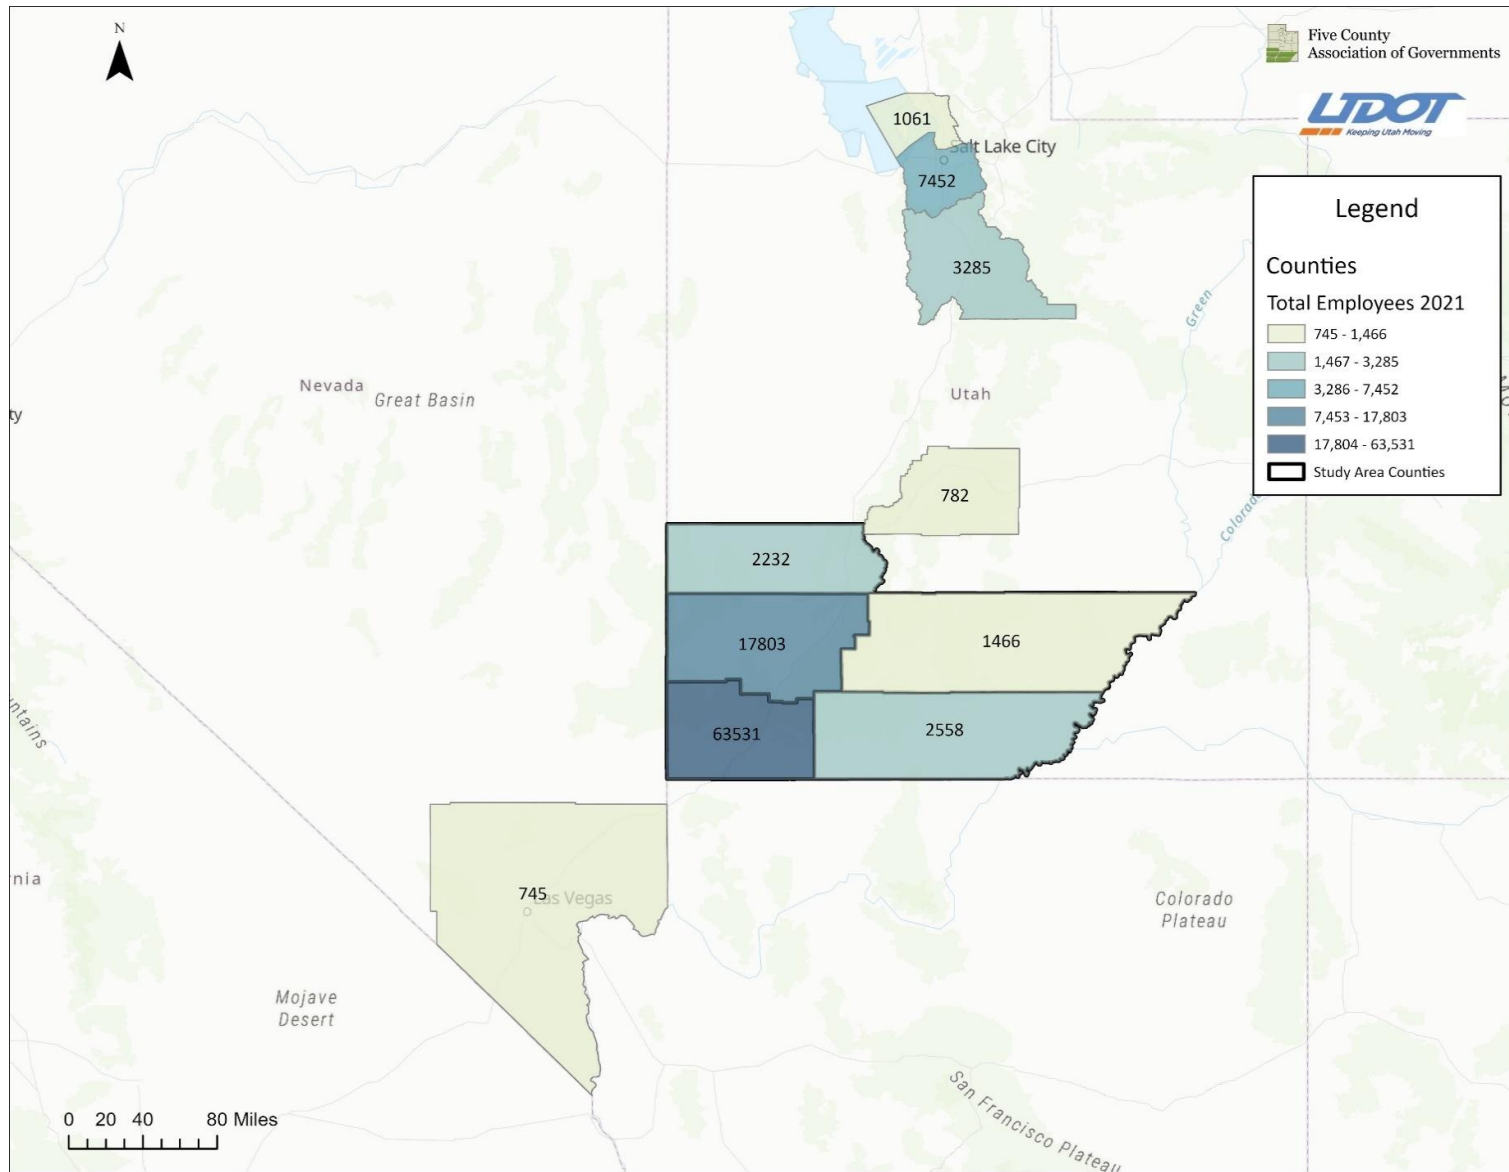 N
Five County
Association of Governments
UDOT
Keeping Utah Moving
1061
Salt Lake City
7452
3285
Legend
Counties
Total Employees 2021
745 - 1,466
1,467 - 3,285
3,286 - 7,452
7,453 - 17,803
17,804 - 63,531
Study Area Counties
Green
Nevada
Great Basin
Utah
ty
782
Colorado
2232
17803
1466
63531
2558
untains
nia
745
Las Vegas
Colorado
Plateau
Mojave
Desert
San Francisco Plateau
0 20 40 80 Miles